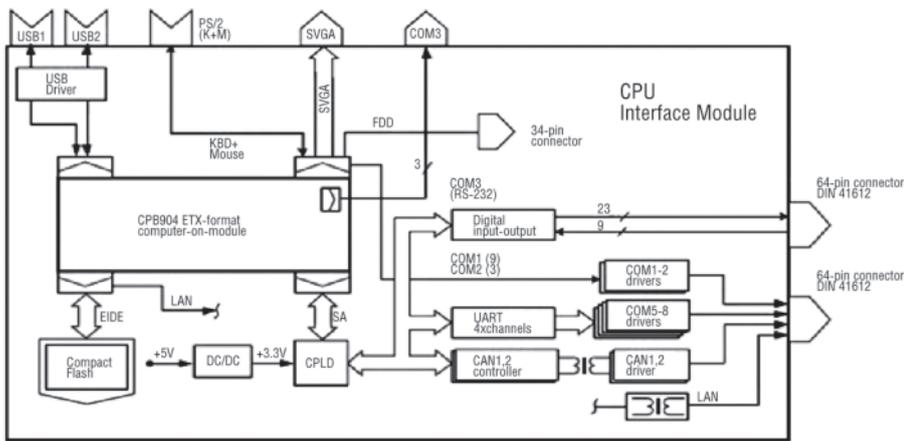 USB1
USB2
PS/2
(K+M)
SVGA
COM3
USB
Driver
SVGA
CPU
Interface Module
FDD
34-pin
connector
KBD+
Mouse
3
64-pin connector
DIN 41612
COM3
(RS-232)
CPB904 ETX-format
computer-on-module
Digital
input-output
23
9
COM1 (9)
COM2 (3)
COM1-2
drivers
64-pin connector
DIN 41612
LAN
EIDE
SA
UART
4xchannels
COM5-8
drivers
Compact
Flash
+5V
DC/DC
+3.3V
CPLD
CAN1,2
controller
CAN1,2
driver
LAN